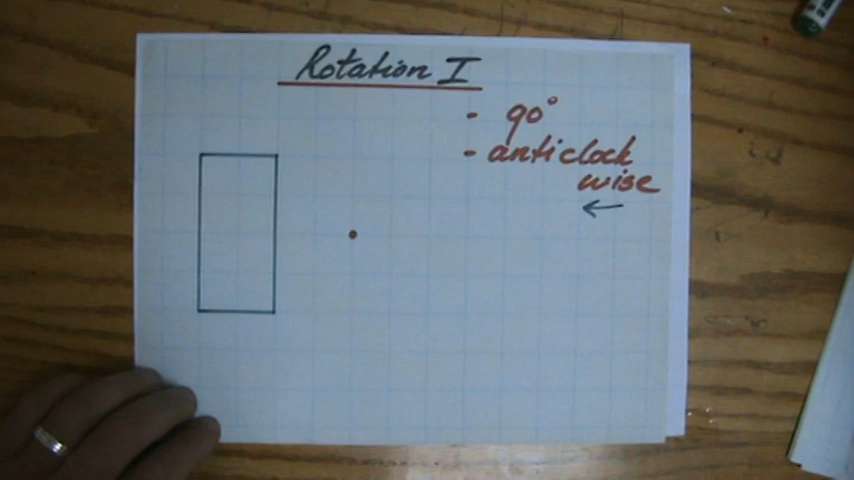 Rotation I
- 90°
- anticlock
wise
←